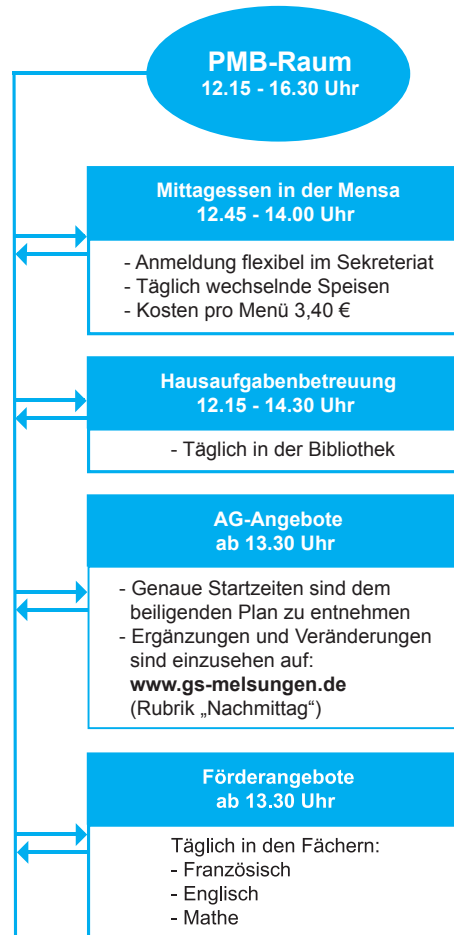 PMB-Raum
12.15 - 16.30 Uhr
Mittagessen in der Mensa
12.45 - 14.00 Uhr
- Anmeldung flexibel im Sekreteriat
- Täglich wechselnde Speisen
- Kosten pro Menü 3,40 €
Hausaufgabenbetreuung
12.15 - 14.30 Uhr
- Täglich in der Bibliothek
AG-Angebote
ab 13.30 Uhr
- Genaue Startzeiten sind dem
beiligenden Plan zu entnehmen
- Ergänzungen und Veränderungen
sind einzusehen auf:
www.gs-melsungen.de
(Rubrik „Nachmittag“)
Förderangebote
ab 13.30 Uhr
Täglich in den Fächern:
- Französisch
- Englisch
- Mathe